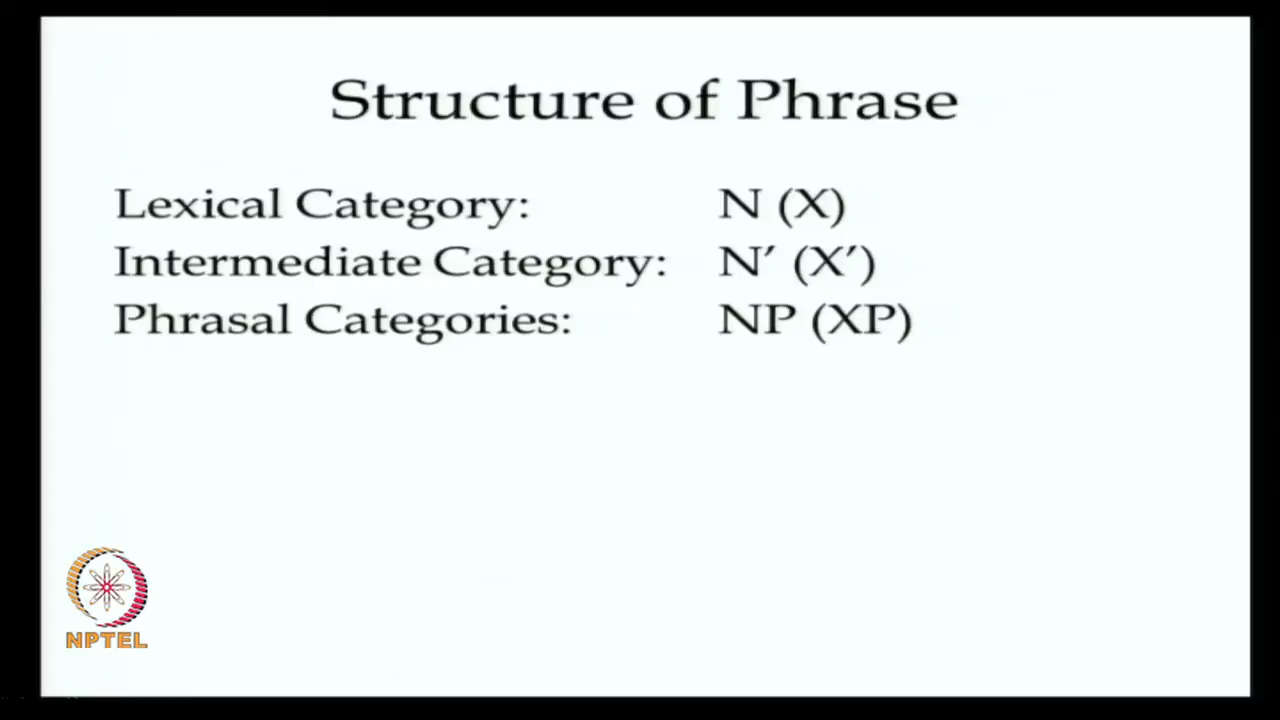 Structure of Phrase
Lexical Category: N (X)
Intermediate Category: N′ (X′)
Phrasal Categories: NP (XP)
NPTEL